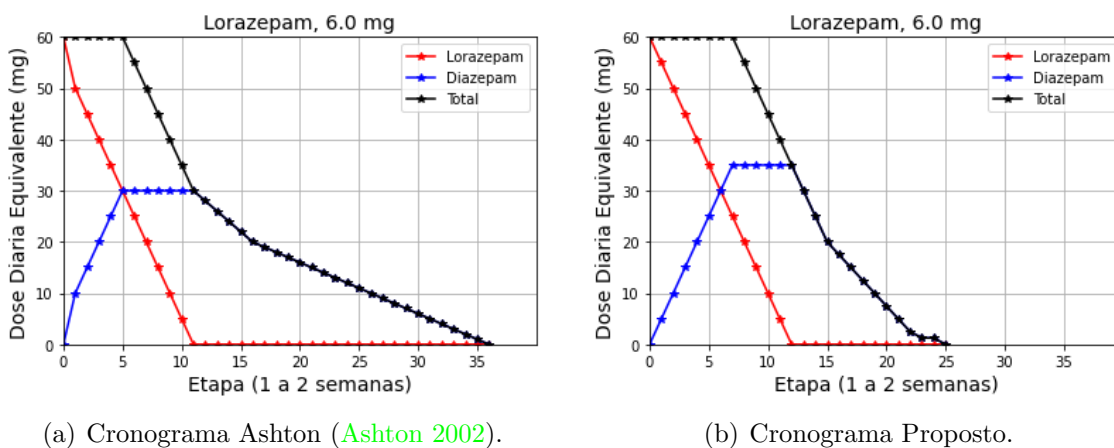 Lorazepam, 6.0 mg
Dose Diaria Equivalente (mg)
60
50
40
30
20
10
0
Lorazepam
Diazepam
Total
0 5 10 15 20 25 30 35
Etapa (1 a 2 semanas)
(a) Cronograma Ashton (Ashton 2002).
Lorazepam, 6.0 mg
Dose Diaria Equivalente (mg)
60
50
40
30
20
10
0
Lorazepam
Diazepam
Total
0 5 10 15 20 25 30 35
Etapa (1 a 2 semanas)
(b) Cronograma Proposto.